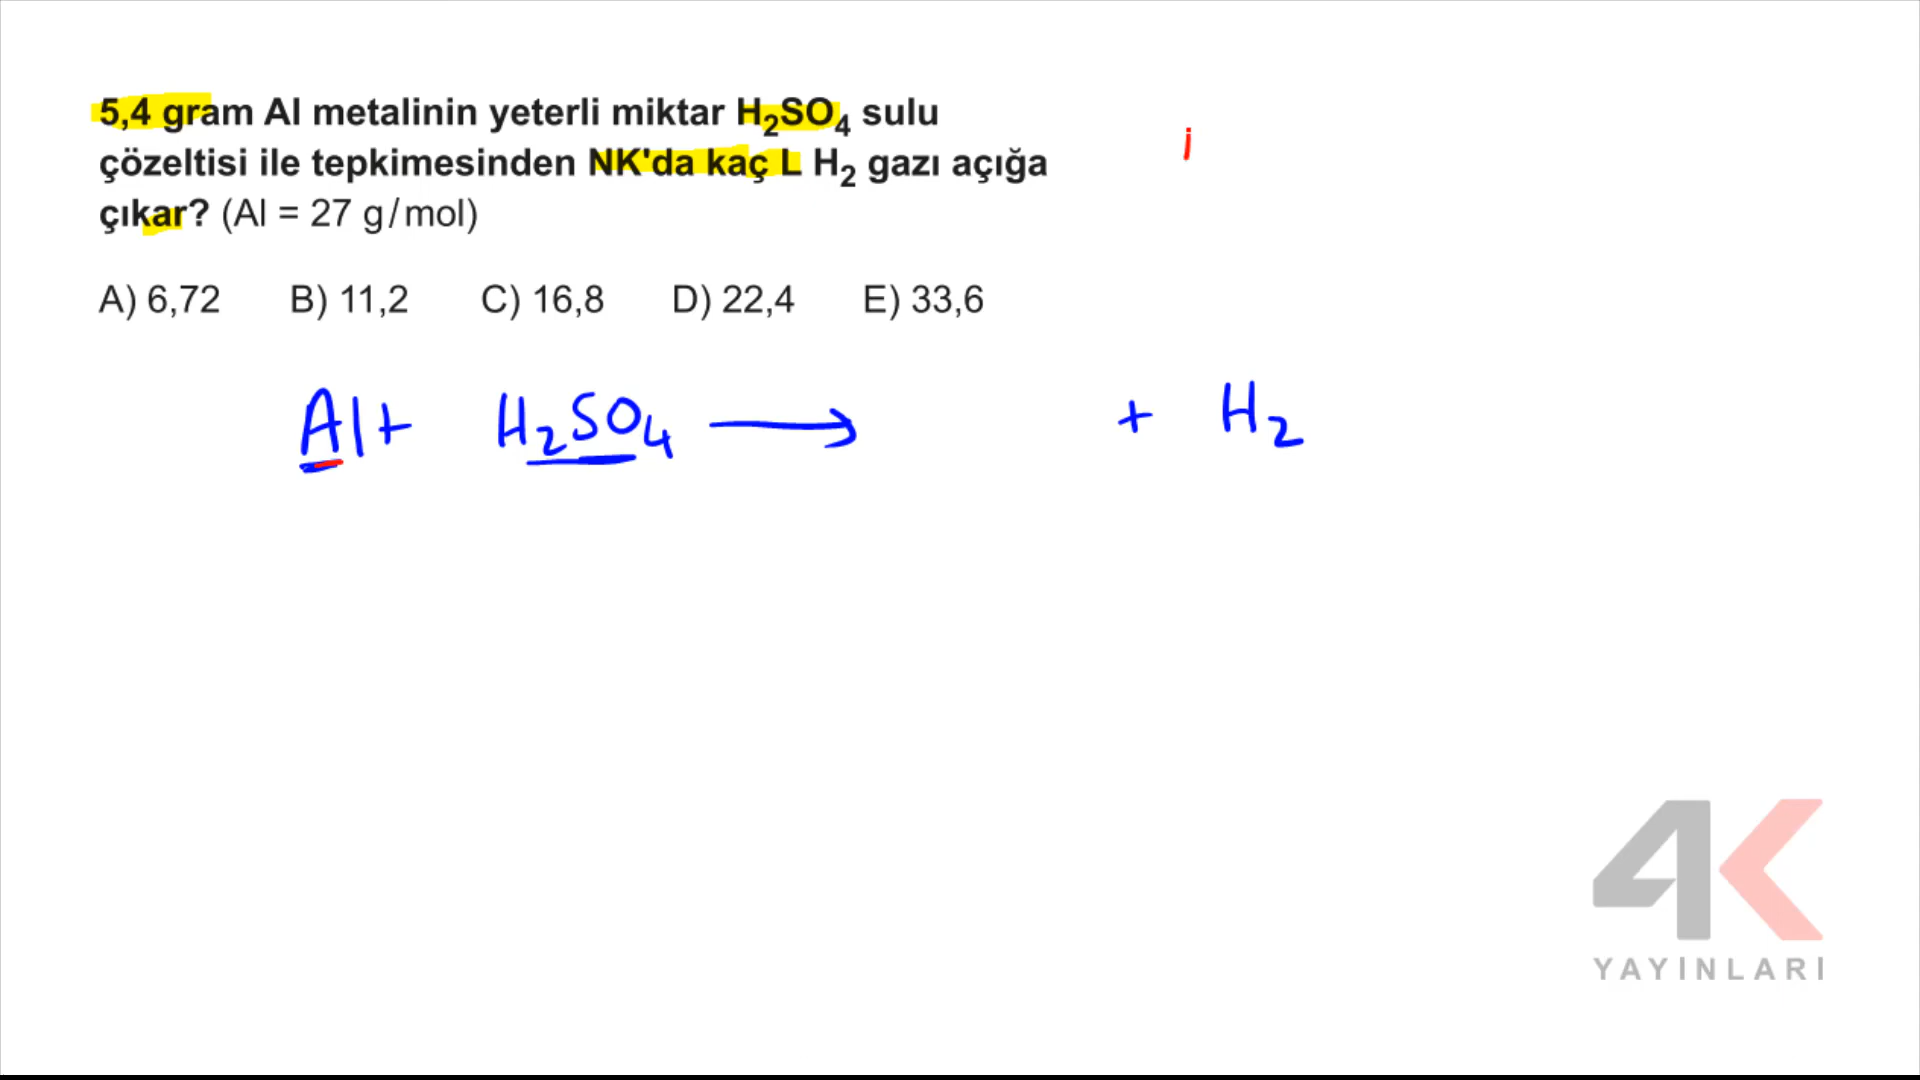 5,4 gram Al metalinin yeterli miktar H₂SO₄ sulu
çözeltisi ile tepkimesinden NK'da kaç L H₂ gazı açığa
çıkar? (Al = 27 g/mol)
A) 6,72 B) 11,2 C) 16,8 D) 22,4 E) 33,6
Al + H₂SO₄ ⟶ + H₂
4K
YAYINLARI